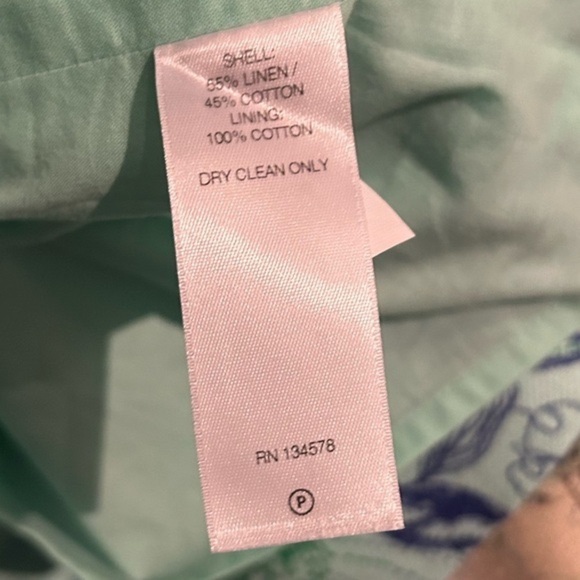 SHELL:
55% LINEN /
45% COTTON
LINING:
100% COTTON
DRY CLEAN ONLY
RN 134578
P